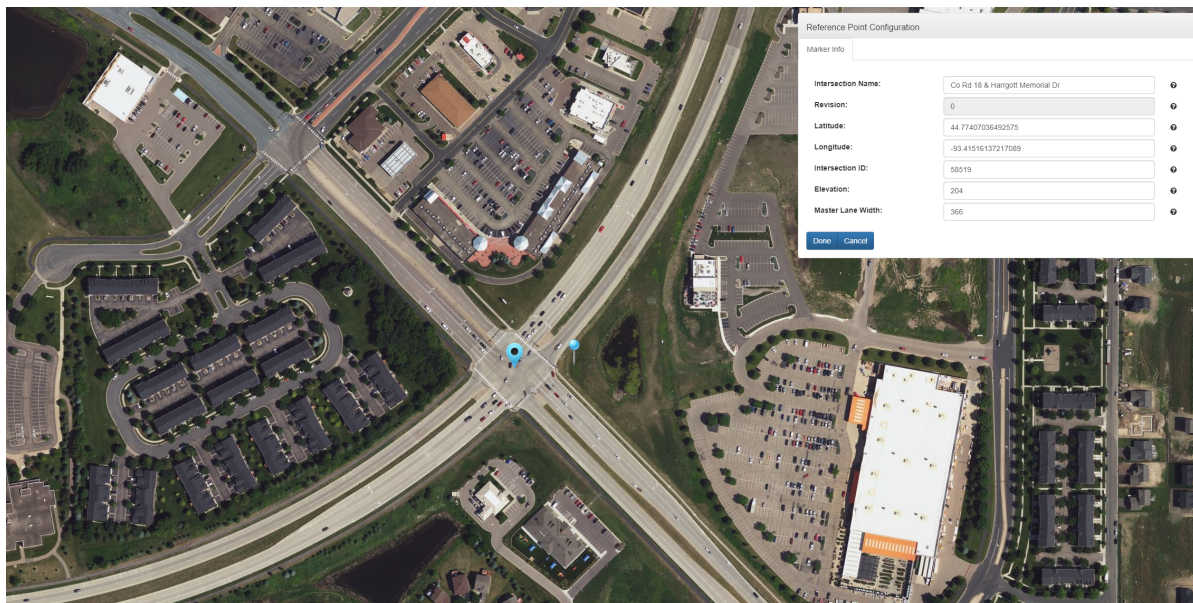 Reference Point Configuration
Marker Info
Intersection Name: Co Rd 18 & Harrgott Memorial Dr
Revision: 0
Latitude: 44.77407036492575
Longitude: -93.41516137217089
Intersection ID: 58519
Elevation: 204
Master Lane Width: 366
Done Cancel